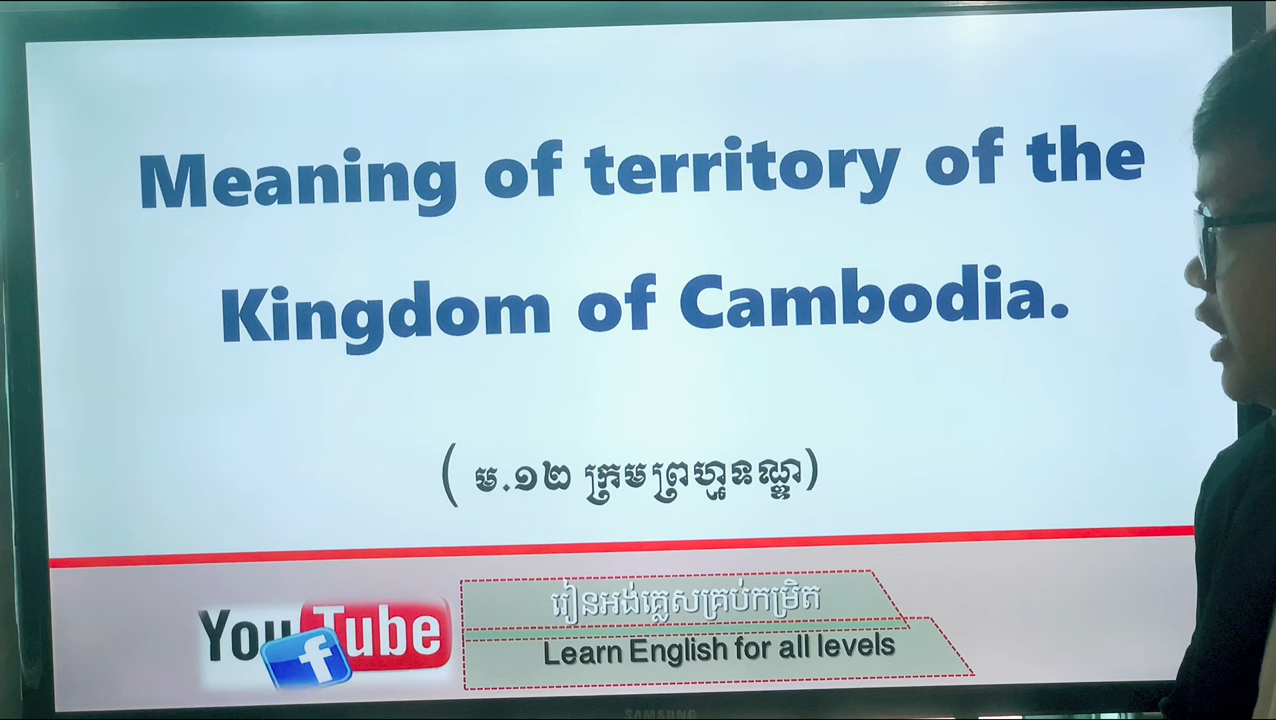 Meaning of territory of the
Kingdom of Cambodia.
( ម.១២ ក្រមព្រហ្មទណ្ឌ)
YouTube
f
រៀនអង់គ្លេសគ្រប់កម្រិត
Learn English for all levels
SAMSUNG